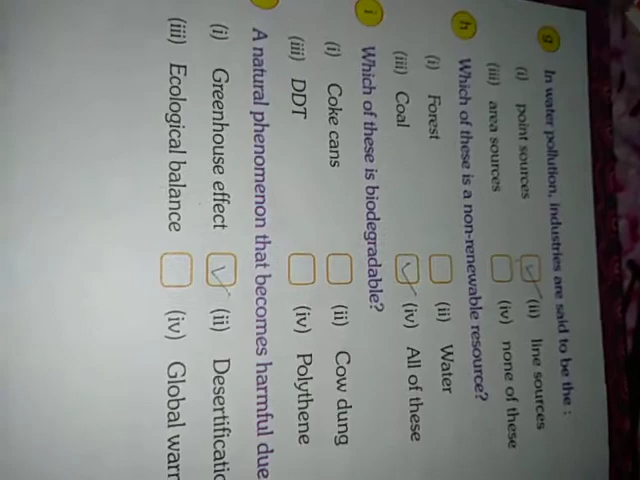 g In water pollution, industries are said to be the :
(i) point sources (ii) line sources
(iii) area sources (iv) none of these
h Which of these is a non-renewable resource?
(i) Forest (ii) Water
(iii) Coal (iv) All of these
i Which of these is biodegradable?
(i) Coke cans (ii) Cow dung
(iii) DDT (iv) Polythene
A natural phenomenon that becomes harmful due
(i) Greenhouse effect (ii) Desertificatio
(iii) Ecological balance (iv) Global warm